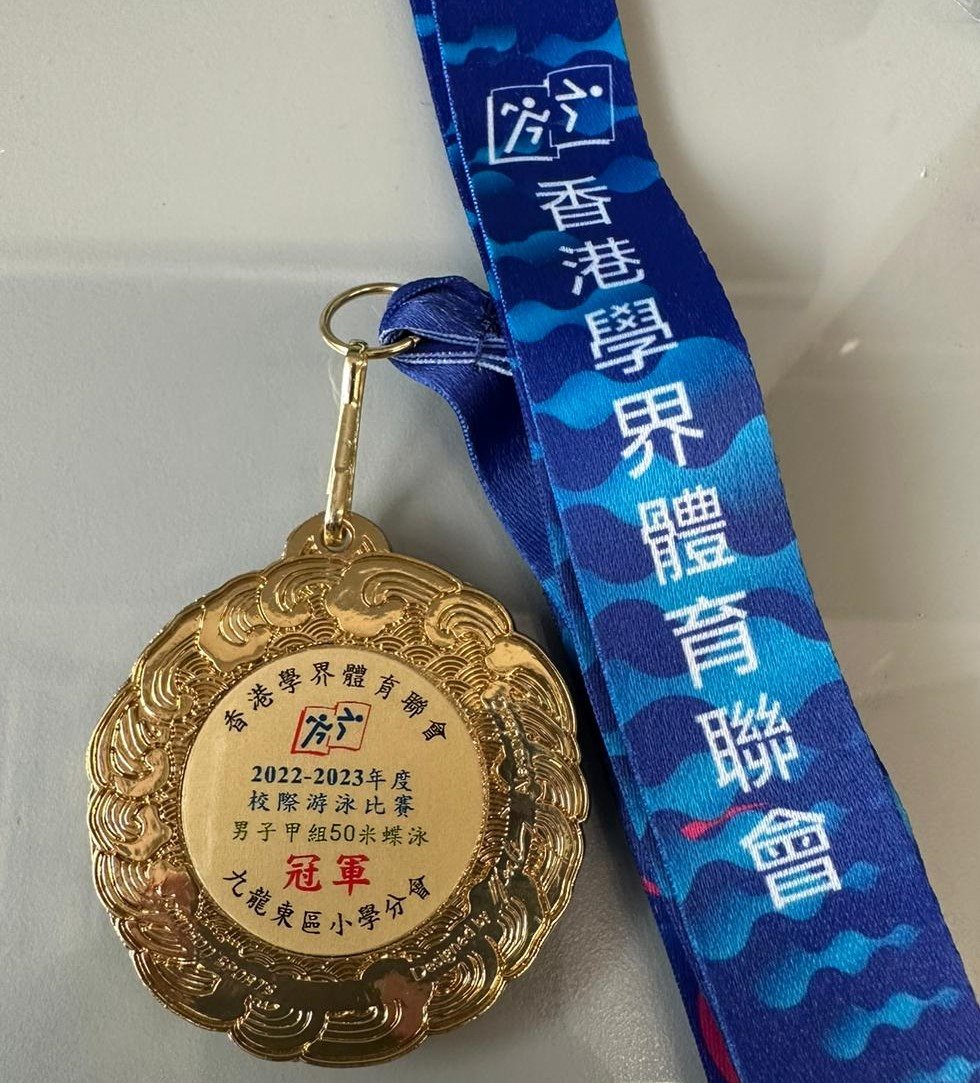 香港學界體育聯會
2022-2023年度
校際游泳比賽
男子甲組50米蝶泳
冠軍
九龍東區小學分會
香港學界體育聯會